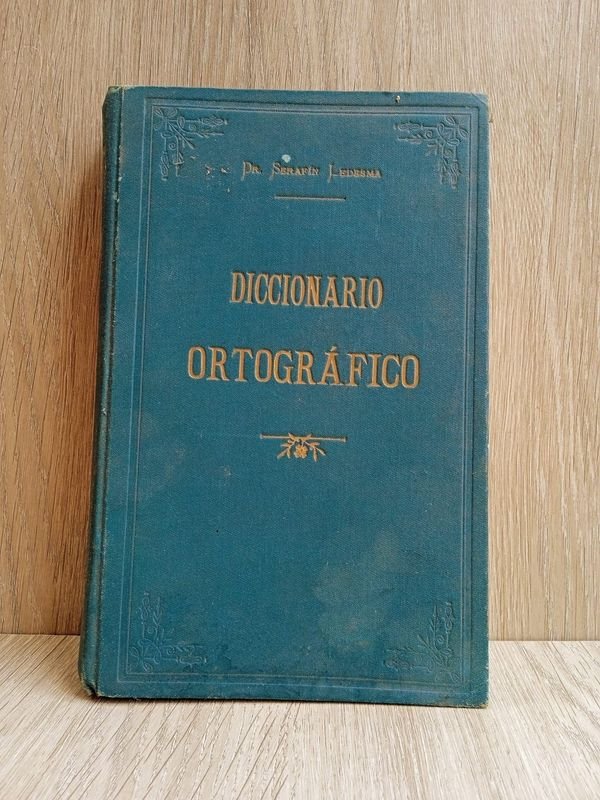 Dr. Serafín Ledesma
DICCIONARIO
ORTOGRÁFICO